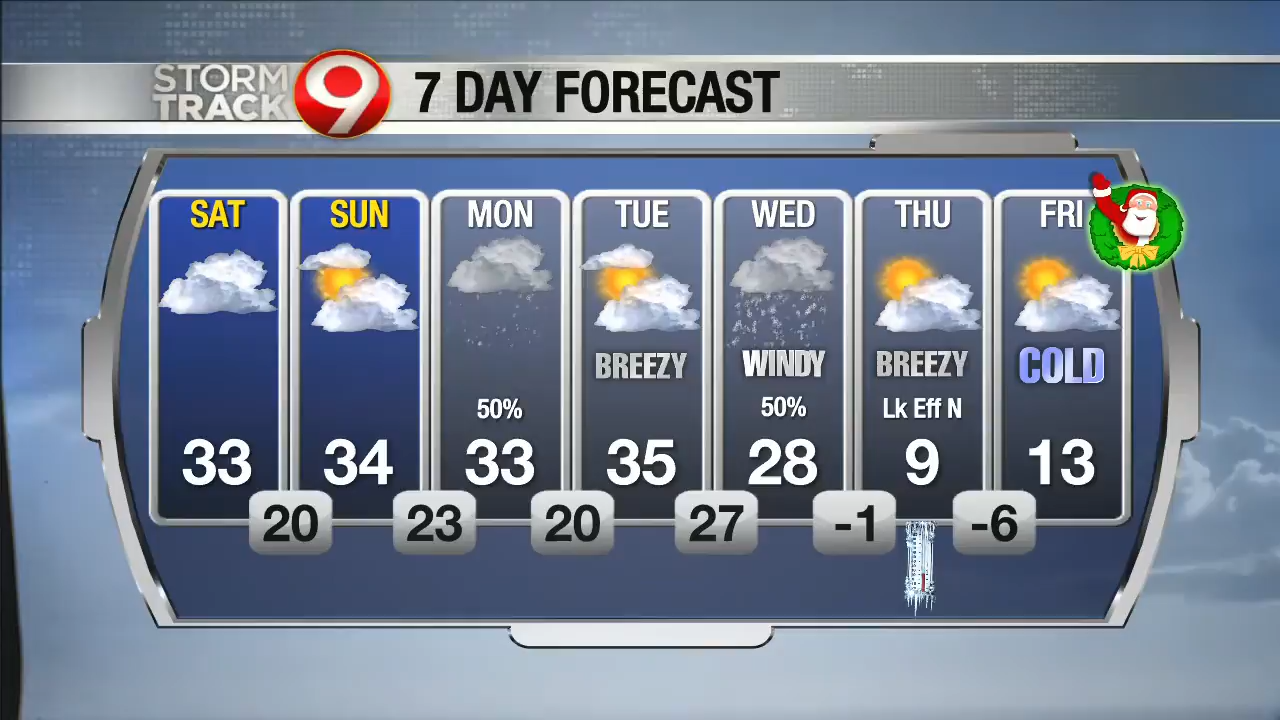 STORM
TRACK
9
7 DAY FORECAST
SAT
SUN
MON
TUE
WED
THU
FRI
BREEZY
WINDY
BREEZY
COLD
50%
50%
Lk Eff N
33
34
33
35
28
9
13
20
23
20
27
-1
-6